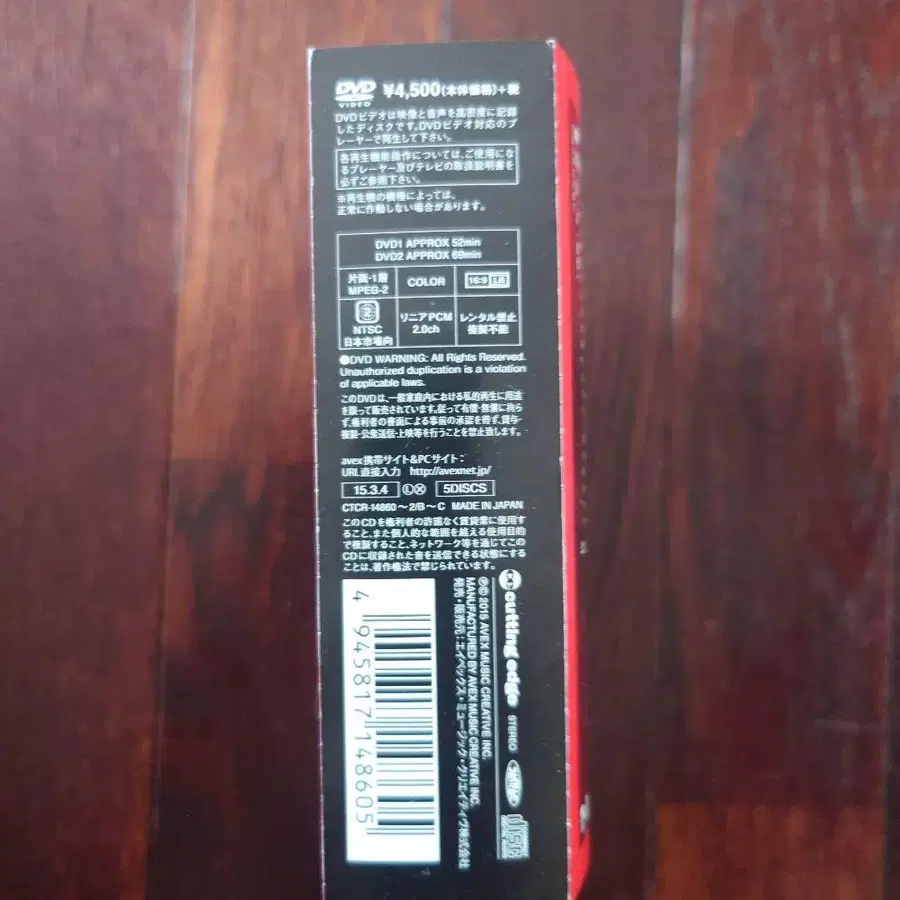 DVD VIDEO ¥4,500(本体価格)+税
DVDビデオは映像と音声を高密度に記録
したディスクです。DVDビデオ対応のプ
レーヤーで再生して下さい。
各再生機能操作については、ご使用にな
るプレーヤー及びテレビの取扱説明書を
必ずご参照下さい。
※再生機の機種によっては、
正常に作動しない場合があります。
DVD1 APPROX 52min
DVD2 APPROX 69min
片面・1層
MPEG-2
COLOR
16:9 LB
2
NTSC
日本市場向
リニアPCM
2.0ch
レンタル禁止
複製不能
●DVD WARNING: All Rights Reserved.
Unauthorized duplication is a violation
of applicable laws.
このDVDは、一般家庭内における私的再生に用途
を限って販売されています。従って有償・無償に拘ら
ず、権利者の書面による事前の承認を得ず、貸与・
複製・公衆送信・上映等を行うことを禁止致します。
avex携帯サイト&PCサイト:
URL直接入力 http://avexnet.jp/
15.3.4 Ⓛ Ⓧ 5DISCS
CTCR-14860~2/B~C MADE IN JAPAN
このCDを権利者の許諾なく賃貸業に使用す
ること、また個人的な範囲を越える使用目的
で複製すること、ネットワーク等を通じてこの
CDに収録された音を送信できる状態にする
ことは、著作権法で禁じられています。
cutting edge STEREO
℗© 2015 AVEX MUSIC CREATIVE INC.
MANUFACTURED BY AVEX MUSIC CREATIVE INC.
発売・販売元:エイベックス・ミュージック・クリエイティヴ株式会社
4 945817 148605